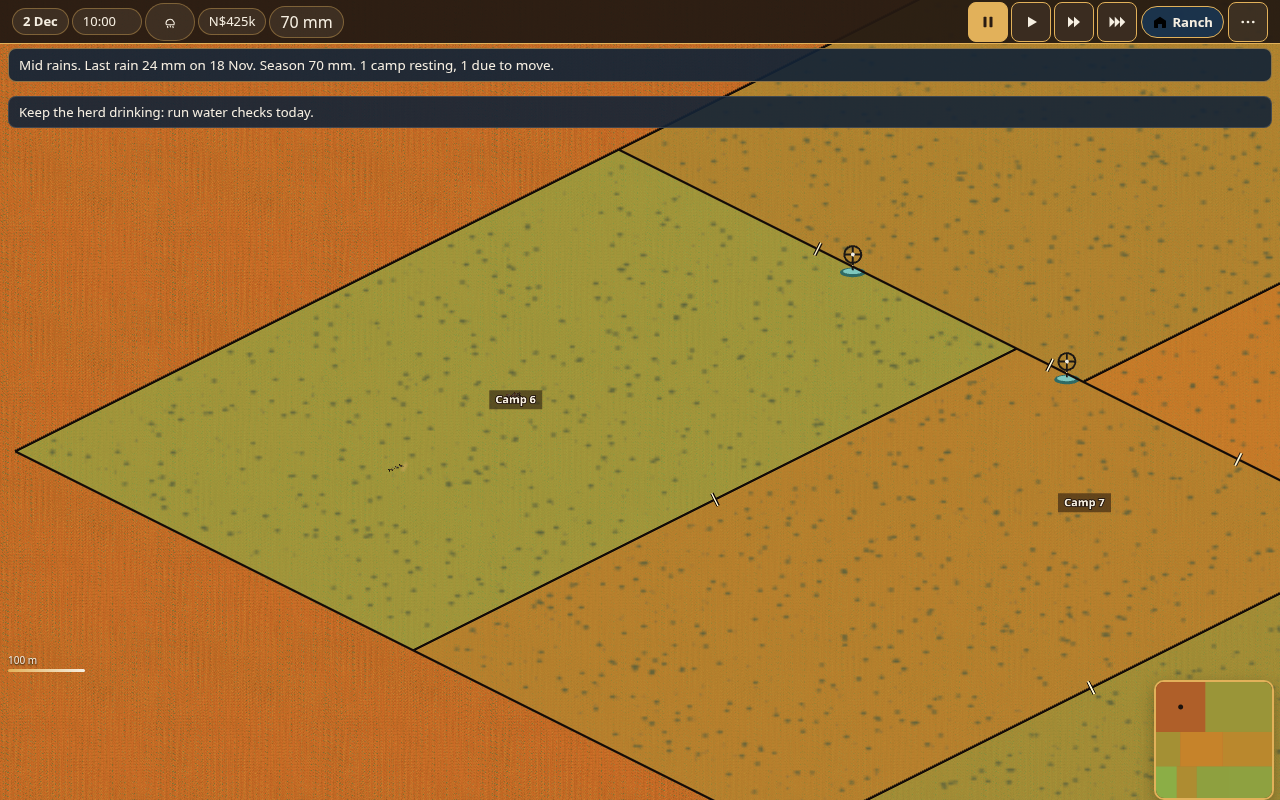 2 Dec
10:00
N$425k
70 mm
Ranch
Mid rains. Last rain 24 mm on 18 Nov. Season 70 mm. 1 camp resting, 1 due to move.
Keep the herd drinking: run water checks today.
Camp 6
Camp 7
100 m